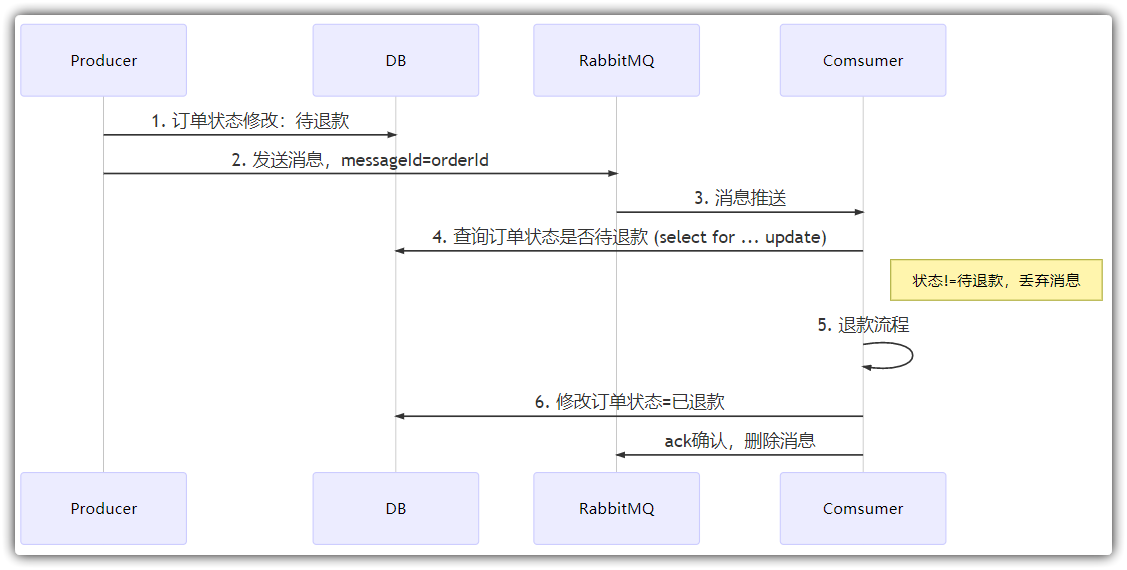 Producer
DB
RabbitMQ
Comsumer
1. 订单状态修改：待退款
2. 发送消息，messageId=orderId
3. 消息推送
4. 查询订单状态是否待退款 (select for ... update)
状态!=待退款，丢弃消息
5. 退款流程
6. 修改订单状态=已退款
ack确认，删除消息
Producer
DB
RabbitMQ
Comsumer